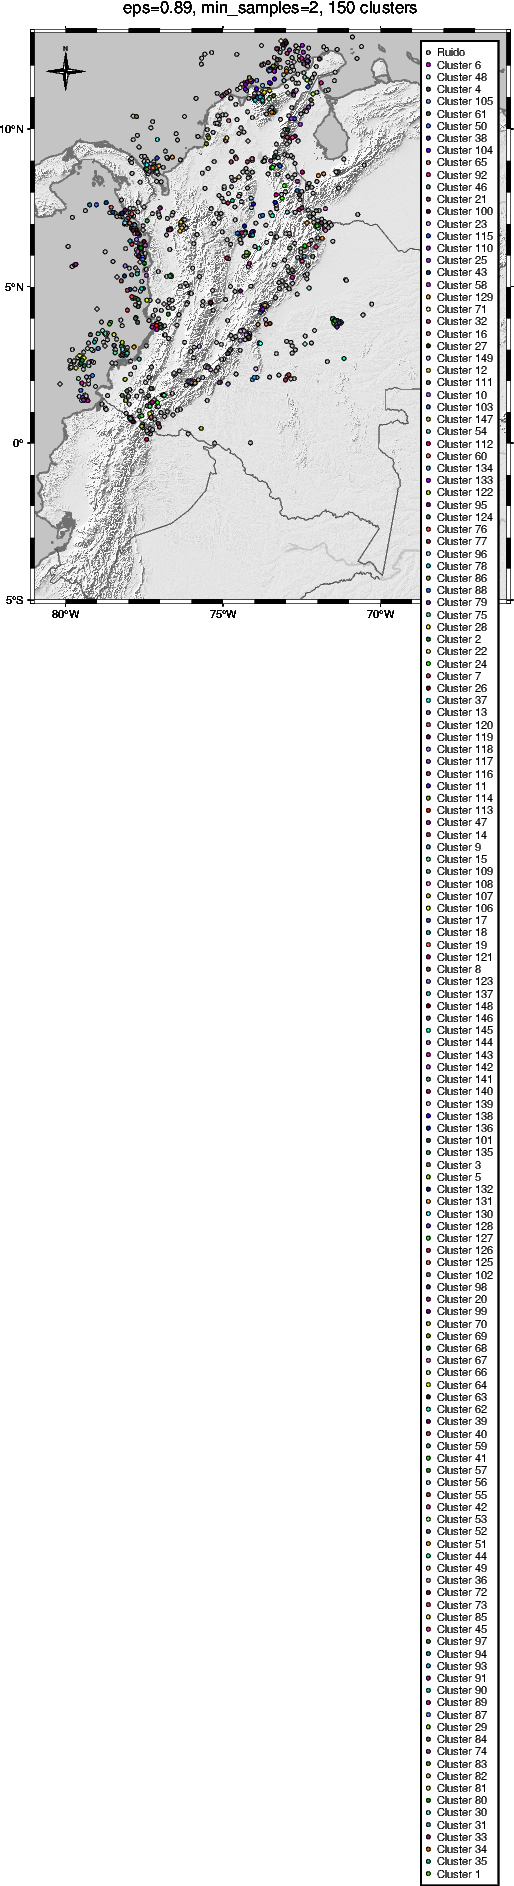 eps=0.89, min_samples=2, 150 clusters
N
10°N
5°N
0°
5°S
80°W
75°W
70°W
Ruido
Cluster 6
Cluster 48
Cluster 4
Cluster 105
Cluster 61
Cluster 50
Cluster 38
Cluster 104
Cluster 65
Cluster 92
Cluster 46
Cluster 21
Cluster 100
Cluster 23
Cluster 115
Cluster 110
Cluster 25
Cluster 43
Cluster 58
Cluster 129
Cluster 71
Cluster 32
Cluster 16
Cluster 27
Cluster 149
Cluster 12
Cluster 111
Cluster 10
Cluster 103
Cluster 147
Cluster 54
Cluster 112
Cluster 60
Cluster 134
Cluster 133
Cluster 122
Cluster 95
Cluster 124
Cluster 76
Cluster 77
Cluster 96
Cluster 78
Cluster 86
Cluster 88
Cluster 79
Cluster 75
Cluster 28
Cluster 2
Cluster 22
Cluster 24
Cluster 7
Cluster 26
Cluster 37
Cluster 13
Cluster 120
Cluster 119
Cluster 118
Cluster 117
Cluster 116
Cluster 11
Cluster 114
Cluster 113
Cluster 47
Cluster 14
Cluster 9
Cluster 15
Cluster 109
Cluster 108
Cluster 107
Cluster 106
Cluster 17
Cluster 18
Cluster 19
Cluster 121
Cluster 8
Cluster 123
Cluster 137
Cluster 148
Cluster 146
Cluster 145
Cluster 144
Cluster 143
Cluster 142
Cluster 141
Cluster 140
Cluster 139
Cluster 138
Cluster 136
Cluster 101
Cluster 135
Cluster 3
Cluster 5
Cluster 132
Cluster 131
Cluster 130
Cluster 128
Cluster 127
Cluster 126
Cluster 125
Cluster 102
Cluster 98
Cluster 20
Cluster 99
Cluster 70
Cluster 69
Cluster 68
Cluster 67
Cluster 66
Cluster 64
Cluster 63
Cluster 62
Cluster 39
Cluster 40
Cluster 59
Cluster 41
Cluster 57
Cluster 56
Cluster 55
Cluster 42
Cluster 53
Cluster 52
Cluster 51
Cluster 44
Cluster 49
Cluster 36
Cluster 72
Cluster 73
Cluster 85
Cluster 45
Cluster 97
Cluster 94
Cluster 93
Cluster 91
Cluster 90
Cluster 89
Cluster 87
Cluster 29
Cluster 84
Cluster 74
Cluster 83
Cluster 82
Cluster 81
Cluster 80
Cluster 30
Cluster 31
Cluster 33
Cluster 34
Cluster 35
Cluster 1